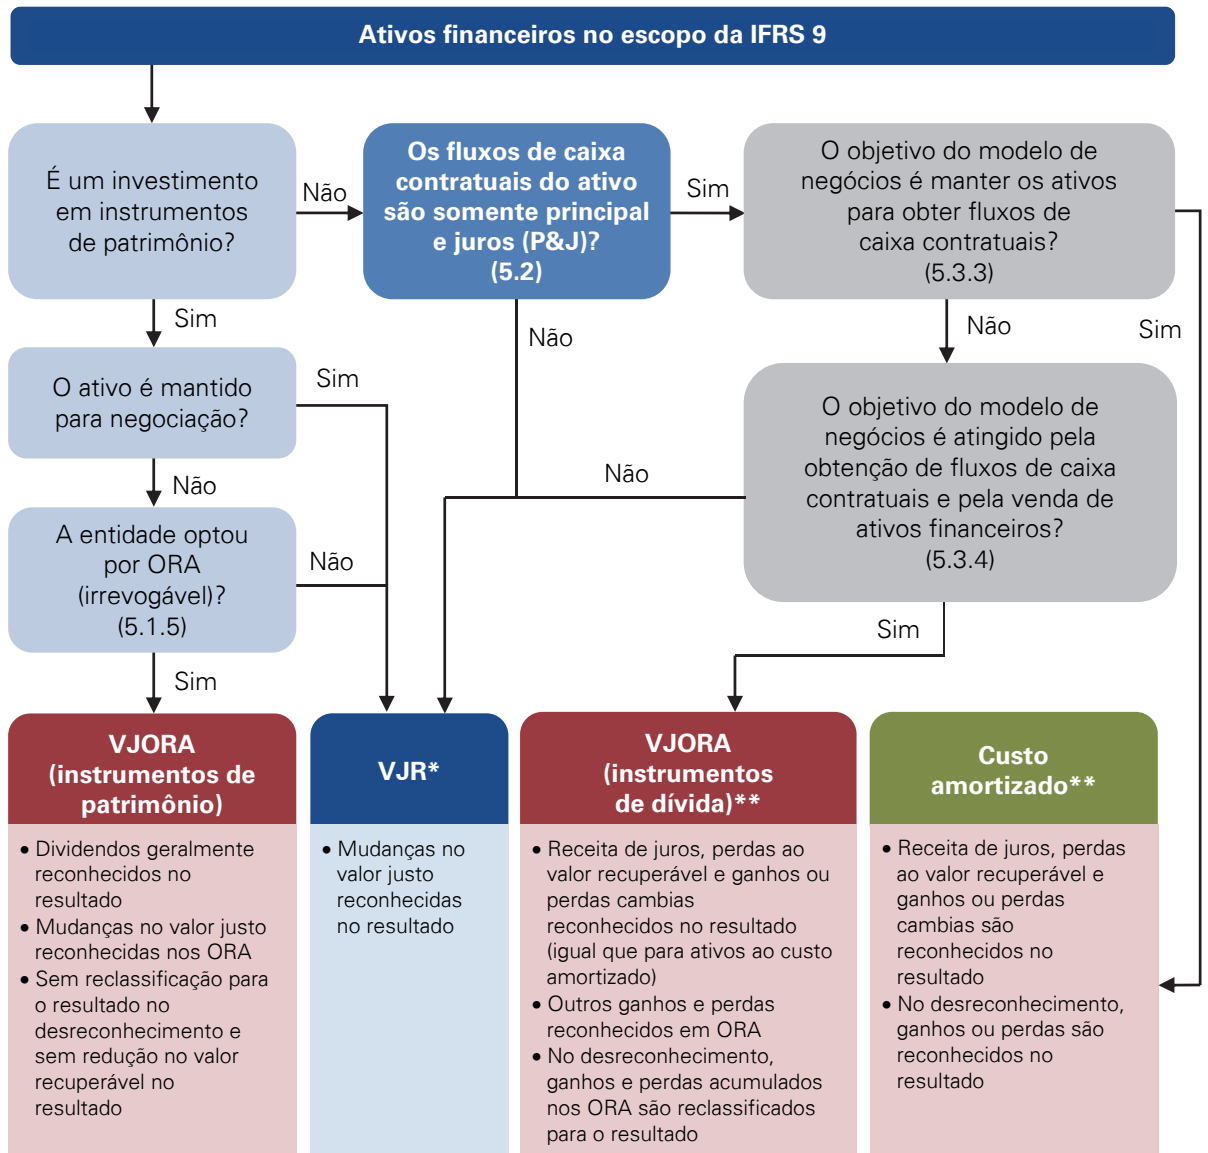 Ativos financeiros no escopo da IFRS 9
É um investimento
em instrumentos
de patrimônio?
Não
Os fluxos de caixa
contratuais do ativo
são somente principal
e juros (P&J)?
(5.2)
Sim
O objetivo do modelo de
negócios é manter os ativos
para obter fluxos de
caixa contratuais?
(5.3.3)
Sim
Não
Não
Sim
O ativo é mantido
para negociação?
Sim
O objetivo do modelo de
negócios é atingido pela
obtenção de fluxos de caixa
contratuais e pela venda de
ativos financeiros?
(5.3.4)
Não
Não
A entidade optou
por ORA
(irrevogável)?
(5.1.5)
Não
Sim
Sim
VJORA
(instrumentos de
patrimônio)
• Dividendos geralmente
reconhecidos no
resultado
• Mudanças no valor justo
reconhecidas nos ORA
• Sem reclassificação para
o resultado no
desreconhecimento e
sem redução no valor
recuperável no
resultado
VJR*
• Mudanças no
valor justo
reconhecidas
no resultado
VJORA
(instrumentos
de dívida)**
• Receita de juros, perdas ao
valor recuperável e ganhos ou
perdas cambias
reconhecidos no resultado
(igual que para ativos ao custo
amortizado)
• Outros ganhos e perdas
reconhecidos em ORA
• No desreconhecimento,
ganhos e perdas acumulados
nos ORA são reclassificados
para o resultado
Custo
amortizado**
• Receita de juros, perdas
ao valor recuperável e
ganhos ou perdas
cambias são
reconhecidos no
resultado
• No desreconhecimento,
ganhos ou perdas são
reconhecidos no
resultado